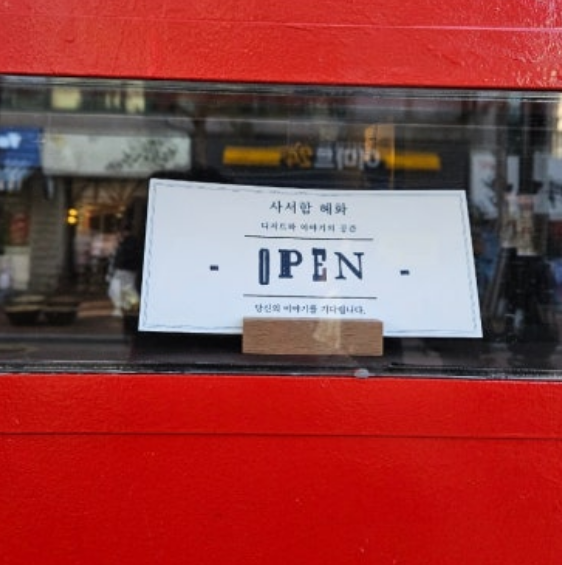 사서함 혜화
디저트와 이야기의 공간
- OPEN -
당신의 이야기를 기다립니다.